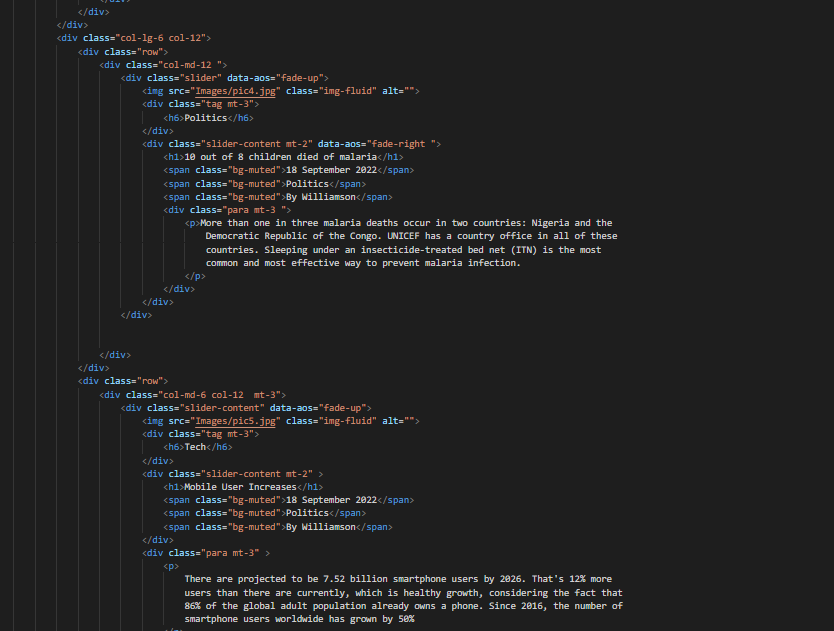 </div>
</div>
<div class="col-lg-6 col-12">
<div class="row">
<div class="col-md-12 ">
<div class="slider" data-aos="fade-up">
<img src="Images/pic4.jpg" class="img-fluid" alt="">
<div class="tag mt-3">
<h6>Politics</h6>
</div>
<div class="slider-content mt-2" data-aos="fade-right ">
<h1>10 out of 8 children died of malaria</h1>
<span class="bg-muted">18 September 2022</span>
<span class="bg-muted">Politics</span>
<span class="bg-muted">By Williamson</span>
<div class="para mt-3 ">
<p>More than one in three malaria deaths occur in two countries: Nigeria and the
Democratic Republic of the Congo. UNICEF has a country office in all of these
countries. Sleeping under an insecticide-treated bed net (ITN) is the most
common and most effective way to prevent malaria infection.
</p>
</div>
</div>
</div>
</div>
</div>
<div class="row">
<div class="col-md-6 col-12  mt-3">
<div class="slider-content" data-aos="fade-up">
<img src="Images/pic5.jpg" class="img-fluid" alt="">
<div class="tag mt-3">
<h6>Tech</h6>
</div>
<div class="slider-content mt-2" >
<h1>Mobile User Increases</h1>
<span class="bg-muted">18 September 2022</span>
<span class="bg-muted">Politics</span>
<span class="bg-muted">By Williamson</span>
</div>
<div class="para mt-3" >
<p>
There are projected to be 7.52 billion smartphone users by 2026. That's 12% more
users than there are currently, which is healthy growth, considering the fact that
86% of the global adult population already owns a phone. Since 2016, the number of
smartphone users worldwide has grown by 50%